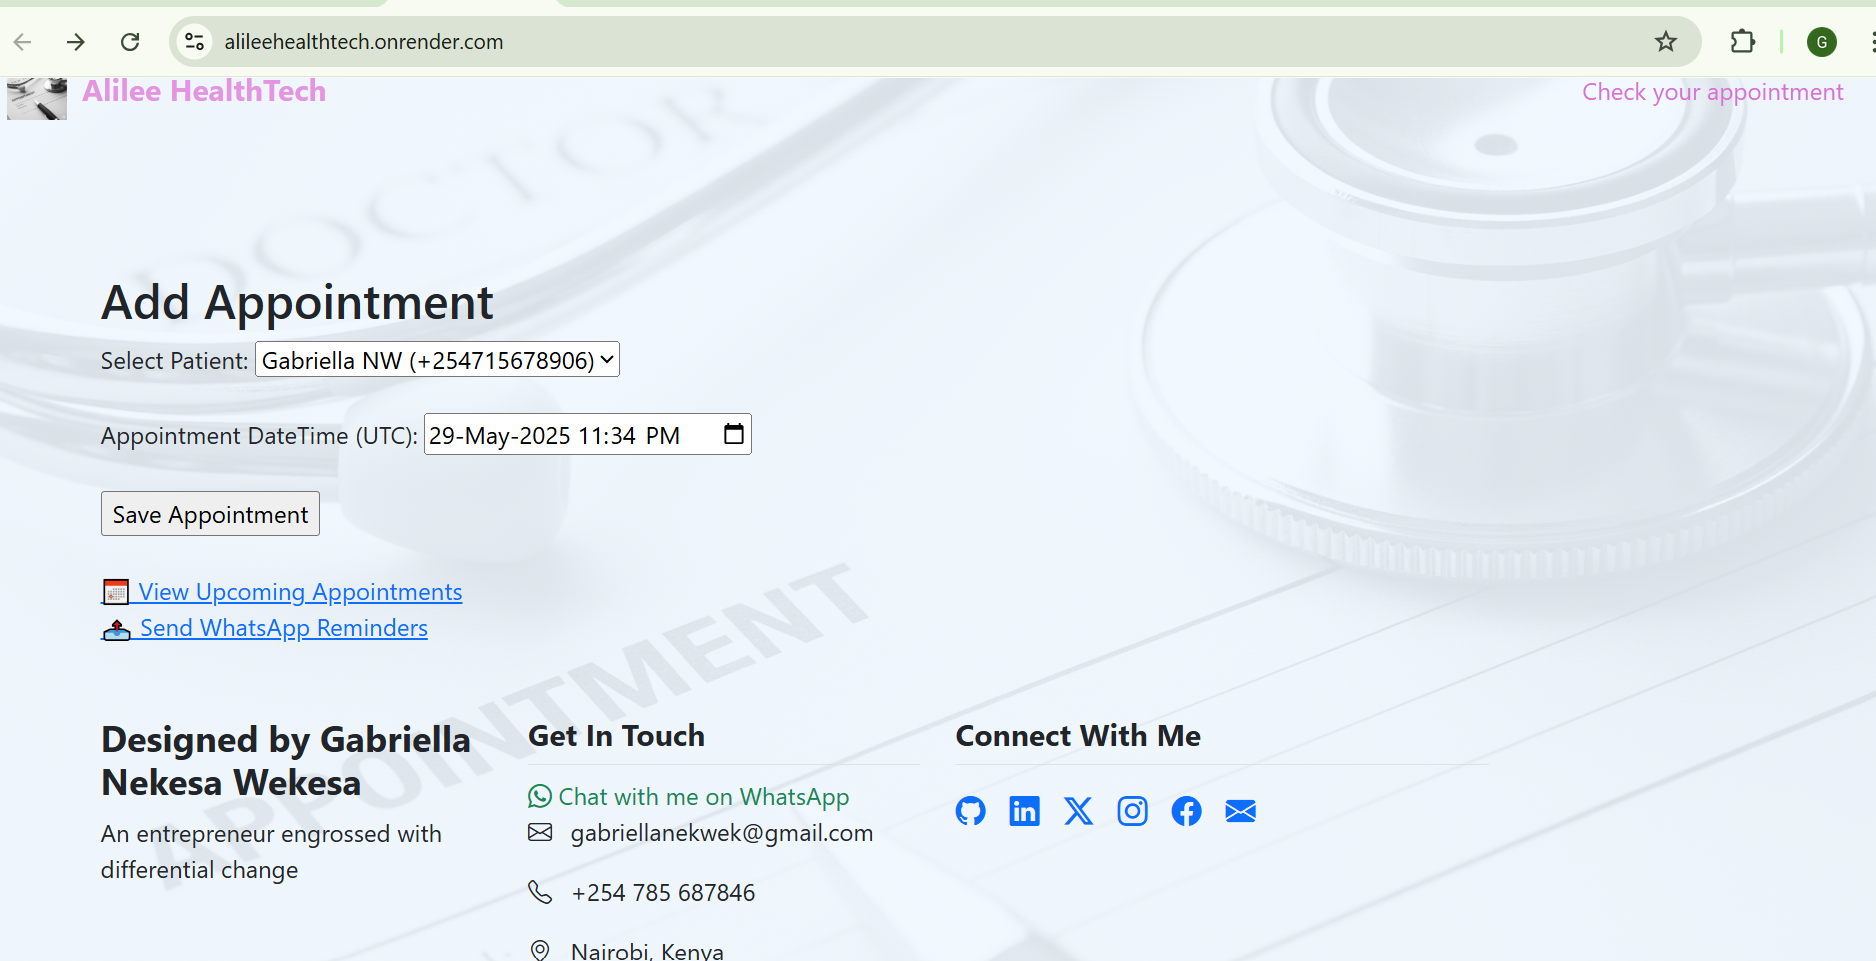 alileehealthtech.onrender.com
G
Alilee HealthTech
Check your appointment
DOCTOR
Add Appointment
Select Patient: Gabriella NW (+254715678906)
Appointment DateTime (UTC): 29-May-2025 11:34 PM
Save Appointment
View Upcoming Appointments
Send WhatsApp Reminders
APPOINTMENT
Designed by Gabriella
Nekesa Wekesa
An entrepreneur engrossed with
differential change
Get In Touch
Chat with me on WhatsApp
gabriellanekwek@gmail.com
+254 785 687846
Nairobi, Kenya
Connect With Me